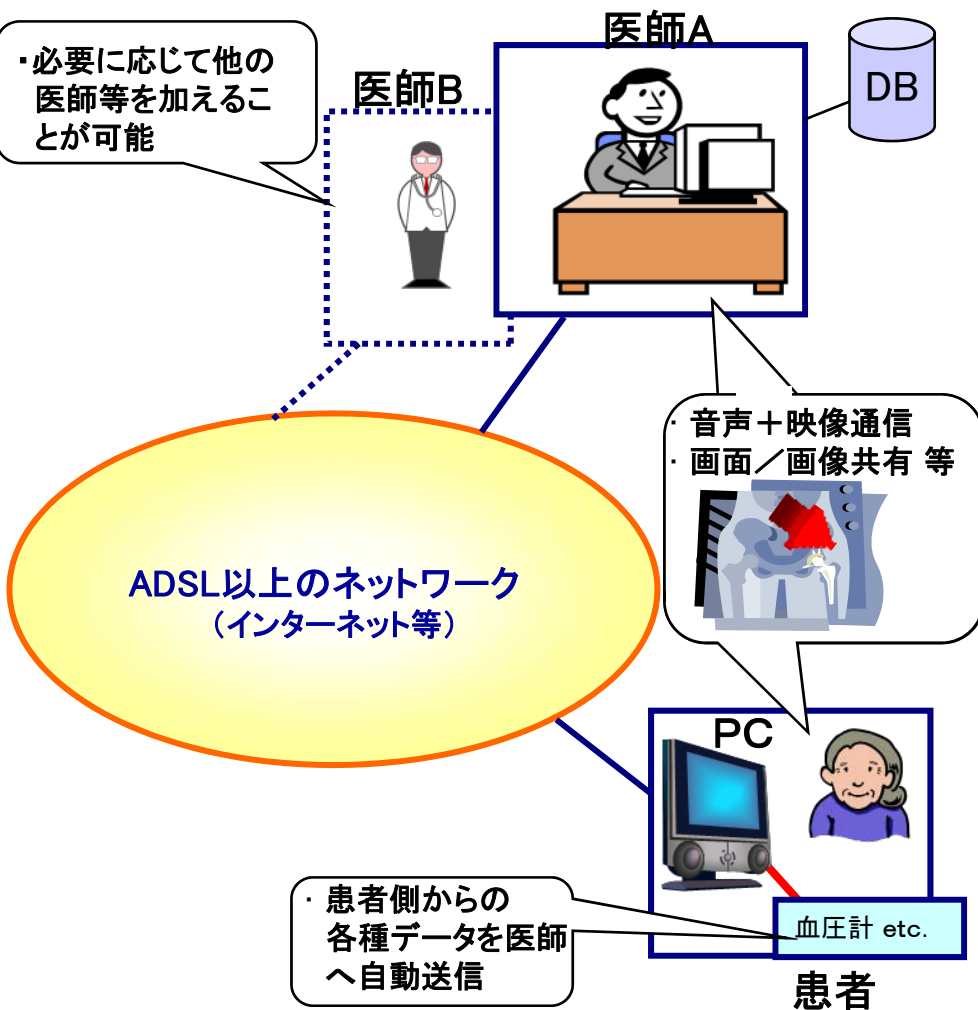 医師A
・必要に応じて他の
医師等を加えるこ
とが可能
医師B
DB
・音声＋映像通信
・画面／画像共有 等
ADSL以上のネットワーク
（インターネット等）
PC
・患者側からの
各種データを医師
へ自動送信
血圧計 etc.
患者